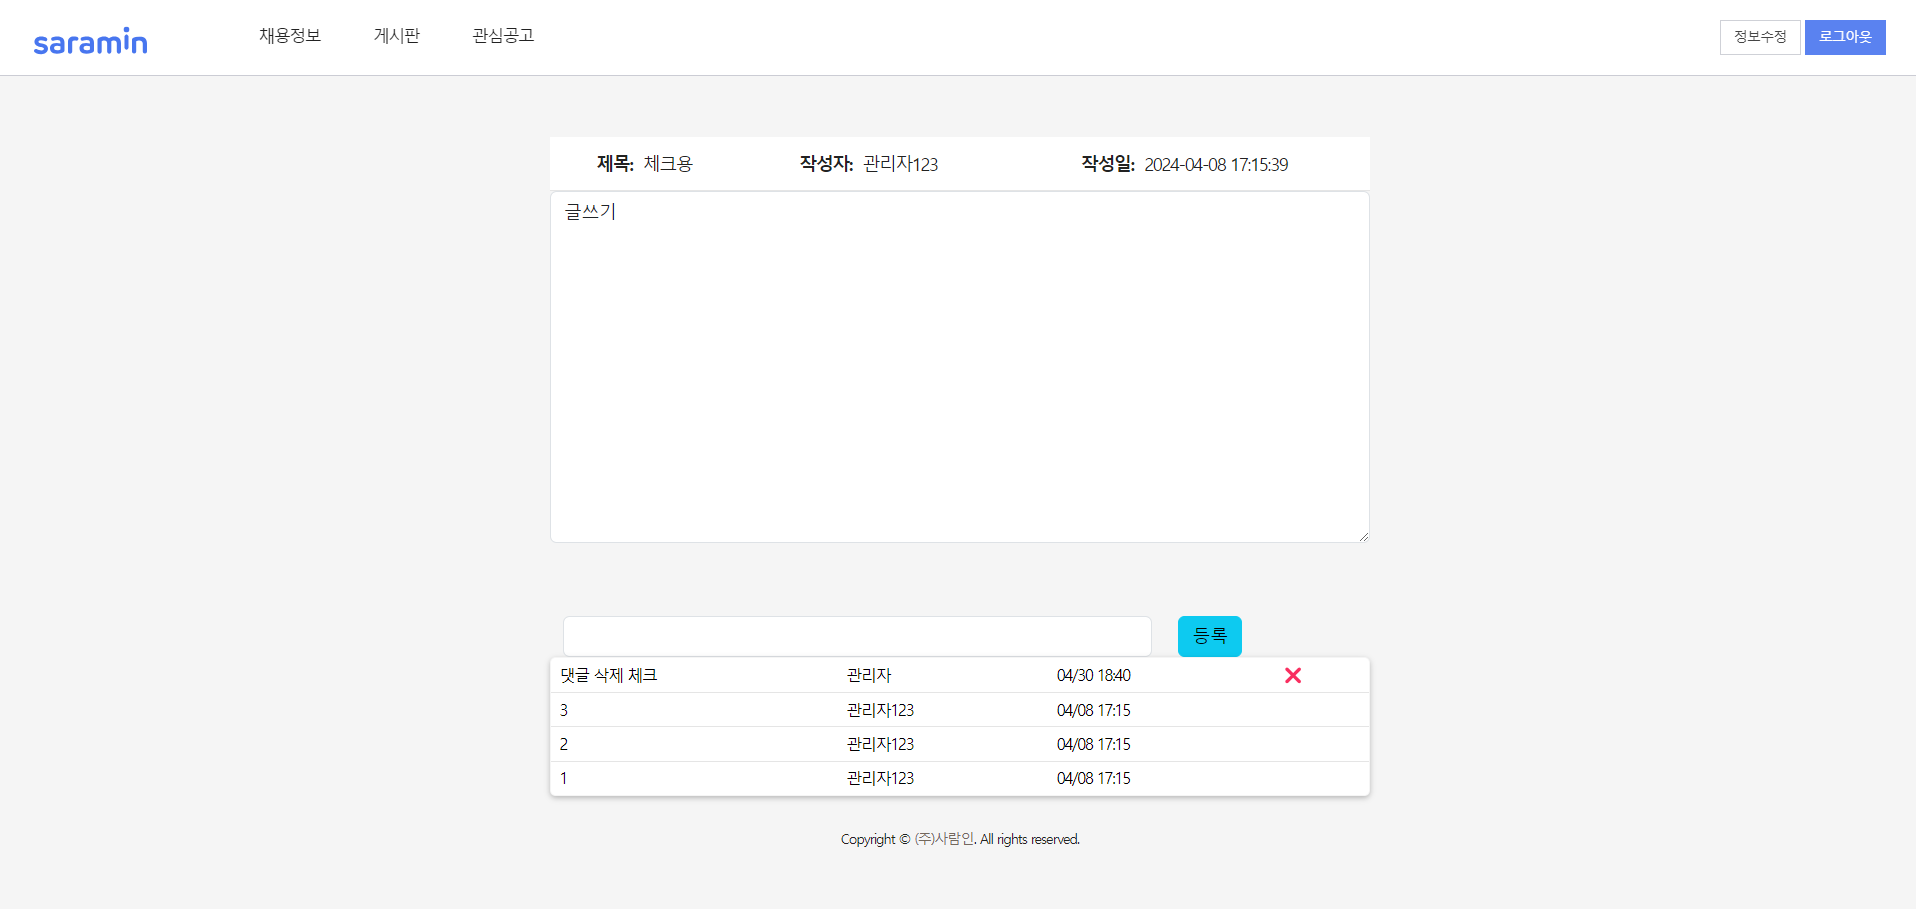 saramin 채용정보 게시판 관심공고 정보수정 로그아웃
제목: 체크용 작성자: 관리자123 작성일: 2024-04-08 17:15:39
글쓰기
등록
댓글 삭제 체크 관리자 04/30 18:40
3 관리자123 04/08 17:15
2 관리자123 04/08 17:15
1 관리자123 04/08 17:15
Copyright © (주)사람인. All rights reserved.